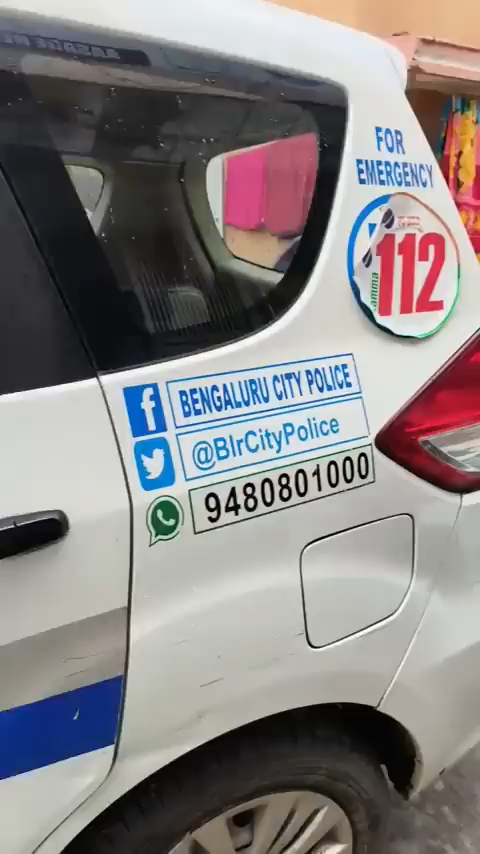 FOR
EMERGENCY
112
f
BENGALURU CITY POLICE
@BlrCityPolice
9480801000